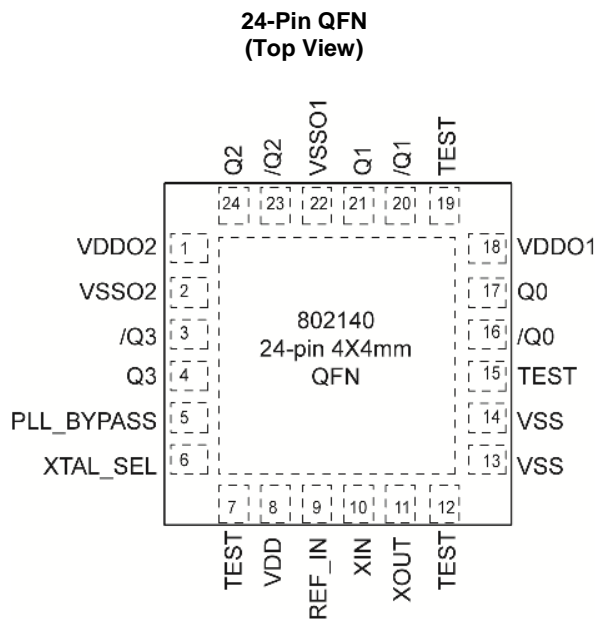 24-Pin QFN
(Top View)
Q2
/Q2
VSSO1
Q1
/Q1
TEST
24
23
22
21
20
19
VDDO2 1
VSSO2 2
/Q3 3
Q3 4
PLL_BYPASS 5
XTAL_SEL 6
802140
24-pin 4X4mm
QFN
18 VDDO1
17 Q0
16 /Q0
15 TEST
14 VSS
13 VSS
7
8
9
10
11
12
TEST
VDD
REF_IN
XIN
XOUT
TEST